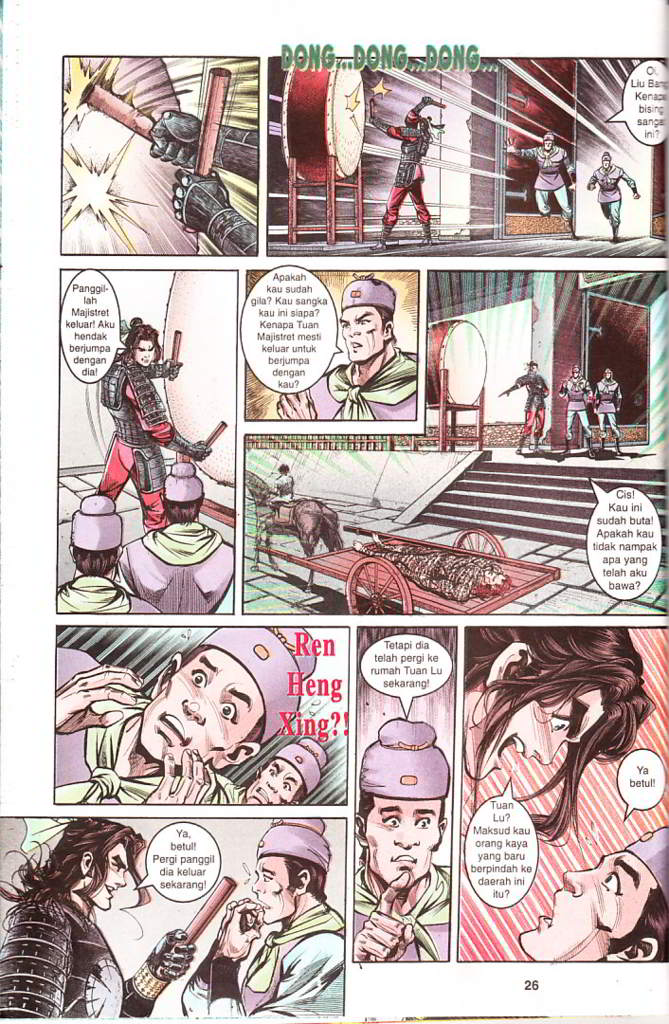 DONG...DONG...DONG...
Oi,
Liu Bang
Kenapa
bising
sangat
ini?
Panggil-
lah
Majistret
keluar! Aku
hendak
berjumpa
dengan
dia!
Apakah
kau sudah
gila? Kau sangka
kau ini siapa?
Kenapa Tuan
Majistret mesti
keluar untuk
berjumpa
dengan
kau?
Cis!
Kau ini
sudah buta!
Apakah kau
tidak nampak
apa yang
telah aku
bawa?
Ren
Heng
Xing?!
Ya,
betul!
Pergi panggil
dia keluar
sekarang!
Tetapi dia
telah pergi ke
rumah Tuan Lu
sekarang!
Tuan
Lu?
Maksud kau
orang kaya
yang baru
berpindah ke
daerah ini
itu?
Ya
betul!
26